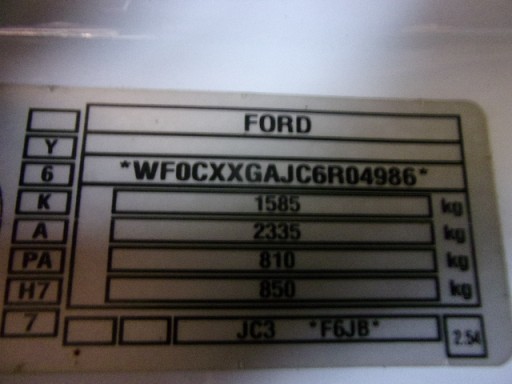 FORD
Y
6 *WF0CXXGAJC6R04986*
K 1585 kg
A 2335 kg
PA 810 kg
H7 850 kg
7 JC3 *F6JB* 2.54